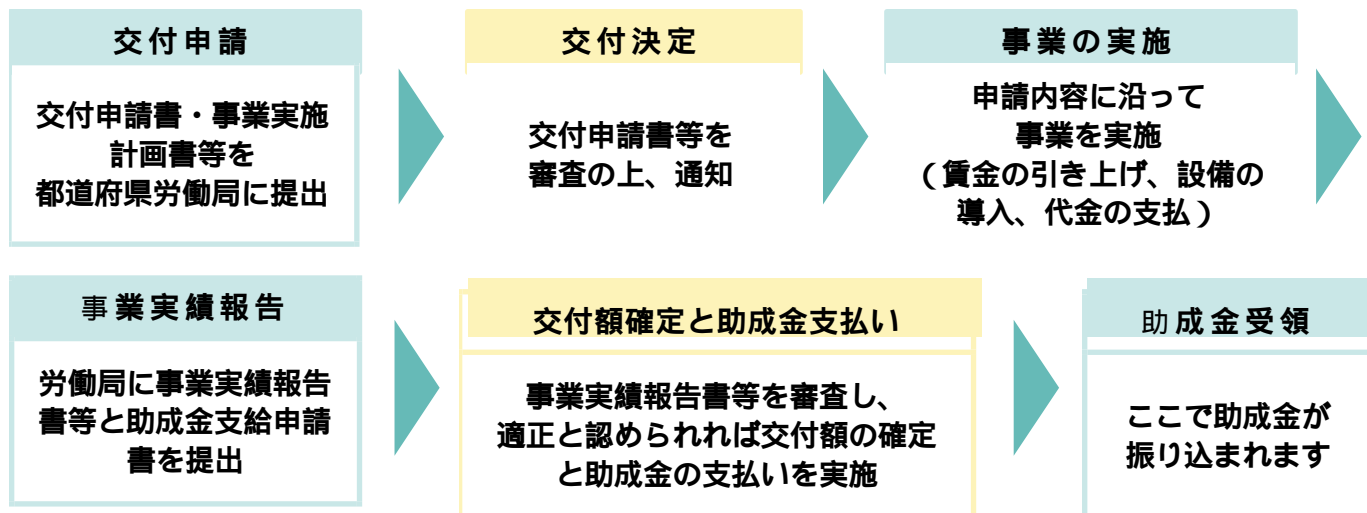 交付申請
交付申請書・事業実施
計画書等を
都道府県労働局に提出
交付決定
交付申請書等を
審査の上、通知
事業の実施
申請内容に沿って
事業を実施
（賃金の引き上げ、設備の
導入、代金の支払）
事業実績報告
労働局に事業実績報告
書等と助成金支給申請
書を提出
交付額確定と助成金支払い
事業実績報告書等を審査し、
適正と認められれば交付額の確定
と助成金の支払いを実施
助成金受領
ここで助成金が
振り込まれます